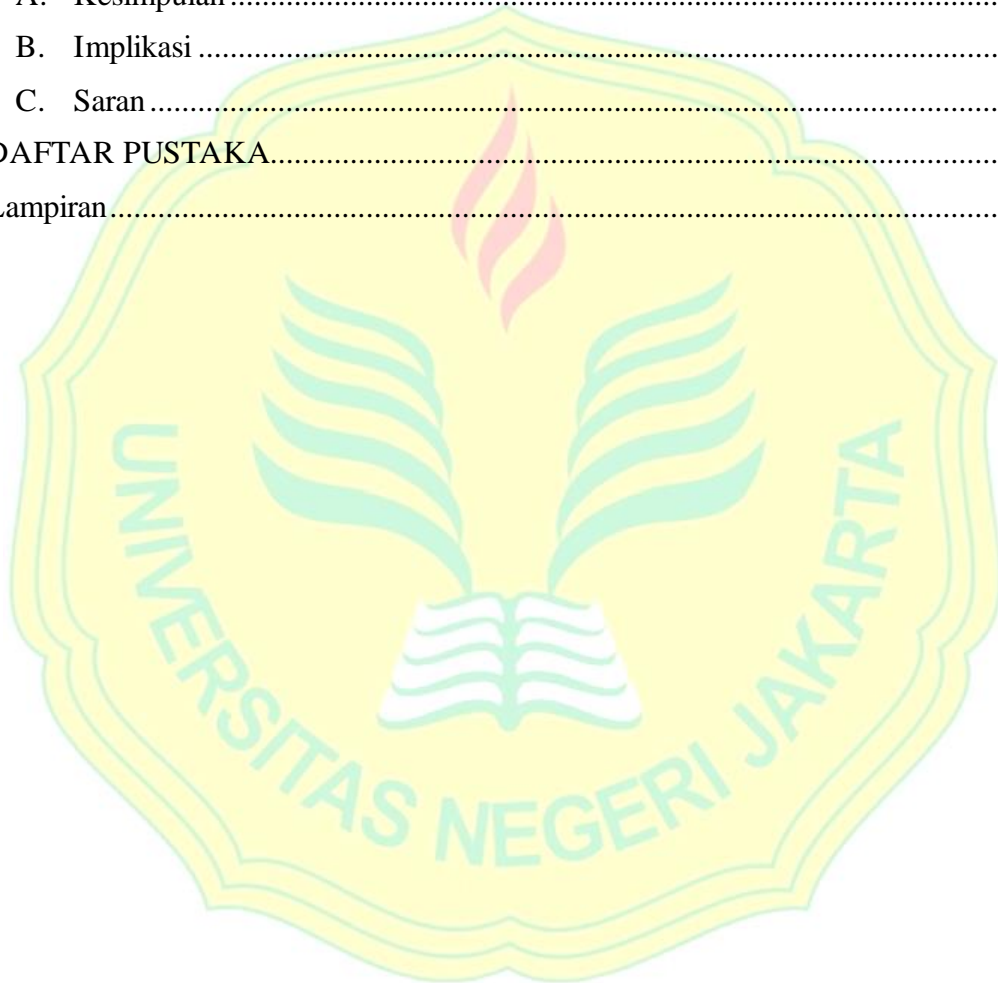 A. Kesimpulan
B. Implikasi
C. Saran
DAFTAR PUSTAKA
Lampiran
UNIVERSITAS NEGERI JAKARTA